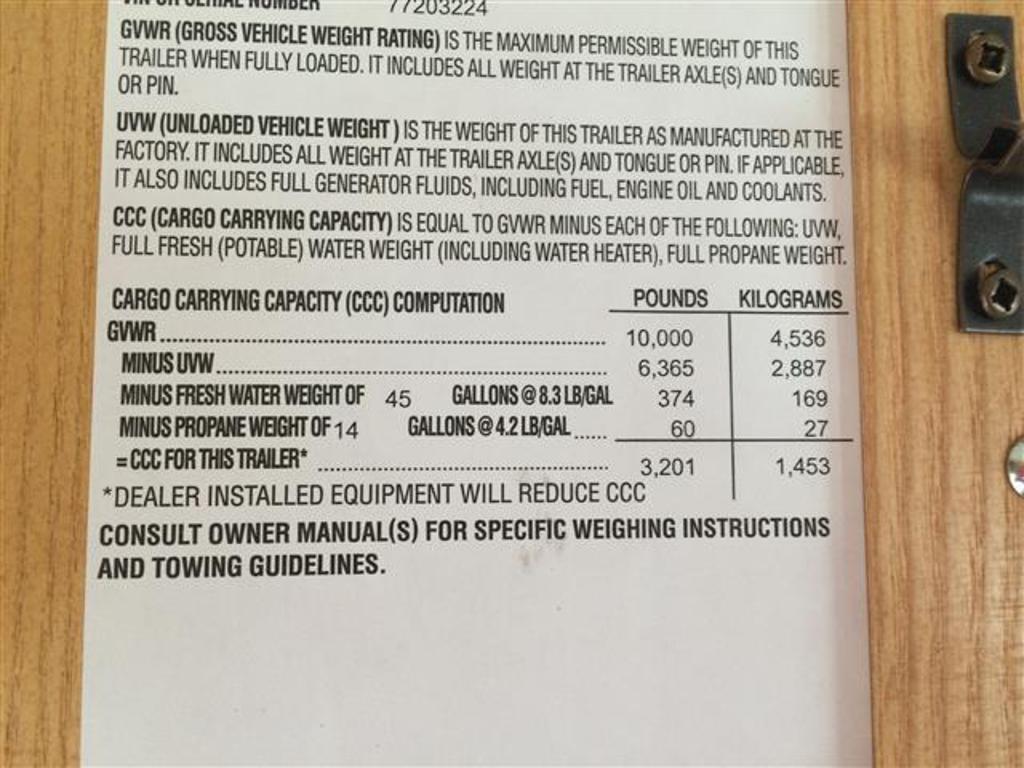 VIN OR SERIAL NUMBER 77203224
GVWR (GROSS VEHICLE WEIGHT RATING) IS THE MAXIMUM PERMISSIBLE WEIGHT OF THIS
TRAILER WHEN FULLY LOADED. IT INCLUDES ALL WEIGHT AT THE TRAILER AXLE(S) AND TONGUE
OR PIN.
UVW (UNLOADED VEHICLE WEIGHT ) IS THE WEIGHT OF THIS TRAILER AS MANUFACTURED AT THE
FACTORY. IT INCLUDES ALL WEIGHT AT THE TRAILER AXLE(S) AND TONGUE OR PIN. IF APPLICABLE,
IT ALSO INCLUDES FULL GENERATOR FLUIDS, INCLUDING FUEL, ENGINE OIL AND COOLANTS.
CCC (CARGO CARRYING CAPACITY) IS EQUAL TO GVWR MINUS EACH OF THE FOLLOWING: UVW,
FULL FRESH (POTABLE) WATER WEIGHT (INCLUDING WATER HEATER), FULL PROPANE WEIGHT.
CARGO CARRYING CAPACITY (CCC) COMPUTATION POUNDS KILOGRAMS
GVWR 10,000 4,536
MINUS UVW 6,365 2,887
MINUS FRESH WATER WEIGHT OF 45 GALLONS @ 8.3 LB/GAL 374 169
MINUS PROPANE WEIGHT OF 14 GALLONS @ 4.2 LB/GAL 60 27
= CCC FOR THIS TRAILER* 3,201 1,453
*DEALER INSTALLED EQUIPMENT WILL REDUCE CCC
CONSULT OWNER MANUAL(S) FOR SPECIFIC WEIGHING INSTRUCTIONS
AND TOWING GUIDELINES.